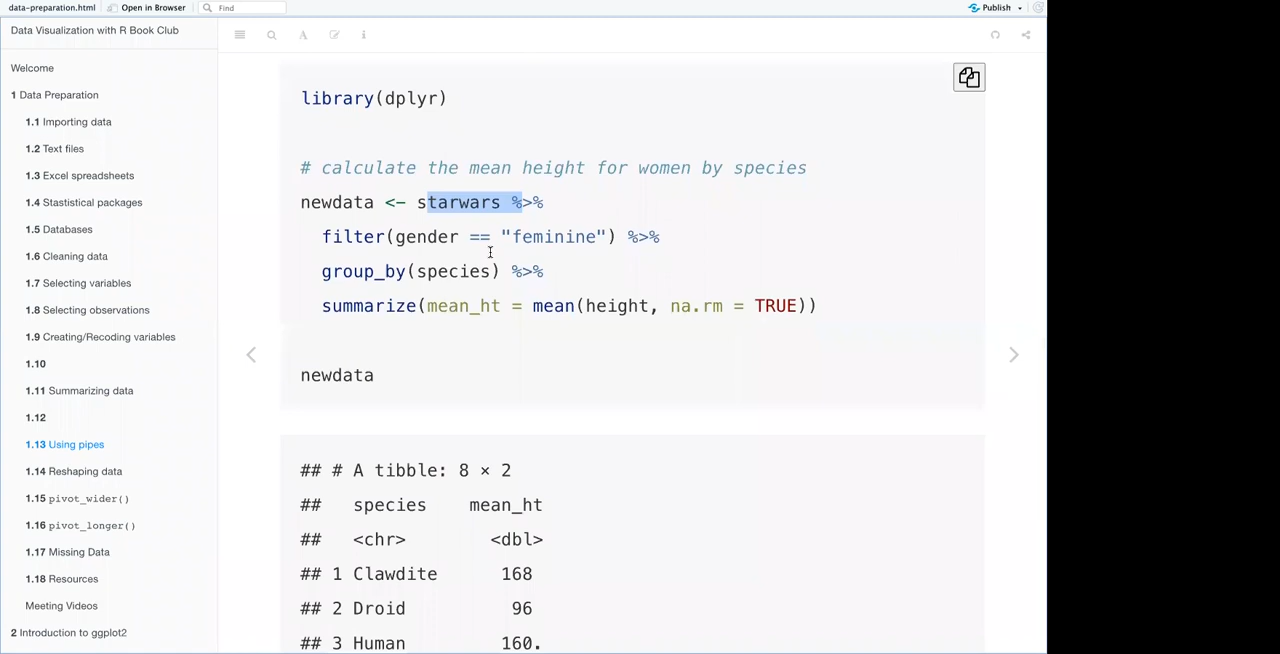 data-preparation.html Open in Browser Find Publish
Data Visualization with R Book Club
Welcome
1 Data Preparation
1.1 Importing data
1.2 Text files
1.3 Excel spreadsheets
1.4 Stastistical packages
1.5 Databases
1.6 Cleaning data
1.7 Selecting variables
1.8 Selecting observations
1.9 Creating/Recoding variables
1.10
1.11 Summarizing data
1.12
1.13 Using pipes
1.14 Reshaping data
1.15 pivot_wider()
1.16 pivot_longer()
1.17 Missing Data
1.18 Resources
Meeting Videos
2 Introduction to ggplot2
library(dplyr)
# calculate the mean height for women by species
newdata <- starwars %>%
filter(gender == "feminine") %>%
group_by(species) %>%
summarize(mean_ht = mean(height, na.rm = TRUE))
newdata
## # A tibble: 8 × 2
## species mean_ht
## <chr> <dbl>
## 1 Clawdite 168
## 2 Droid 96
## 3 Human 160.